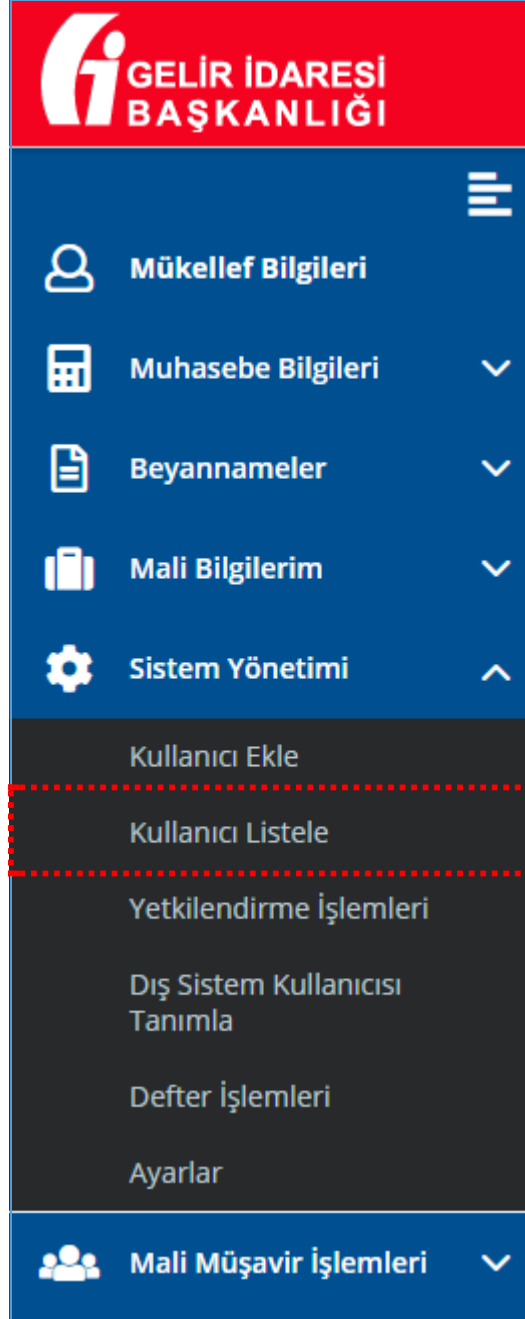 GELİR İDARESİ
BAŞKANLIĞI
Mükellef Bilgileri
Muhasebe Bilgileri
Beyannameler
Mali Bilgilerim
Sistem Yönetimi
Kullanıcı Ekle
Kullanıcı Listele
Yetkilendirme İşlemleri
Dış Sistem Kullanıcısı
Tanımla
Defter İşlemleri
Ayarlar
Mali Müşavir İşlemleri